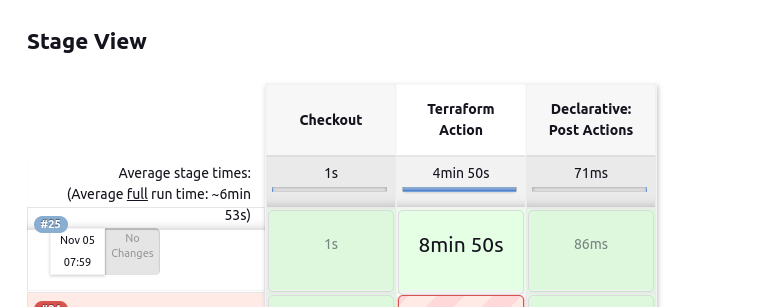 Stage View
Checkout
Terraform
Action
Declarative:
Post Actions
Average stage times:
(Average full run time: ~6min
53s)
1s
4min 50s
71ms
#25
Nov 05
07:59
No
Changes
1s
8min 50s
86ms